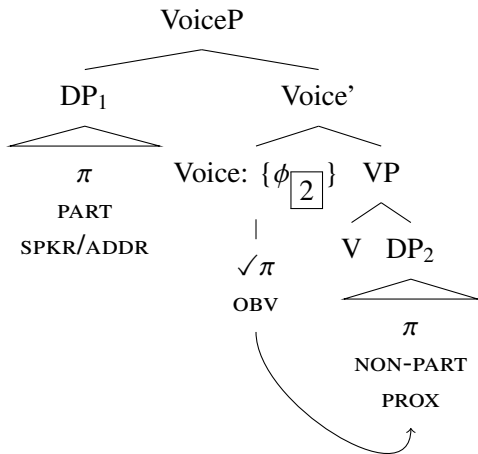 VoiceP
DP₁ Voice’
π Voice: {ϕ 2 } VP
PART
SPKR/ADDR
V DP₂
✓π
OBV
π
NON-PART
PROX